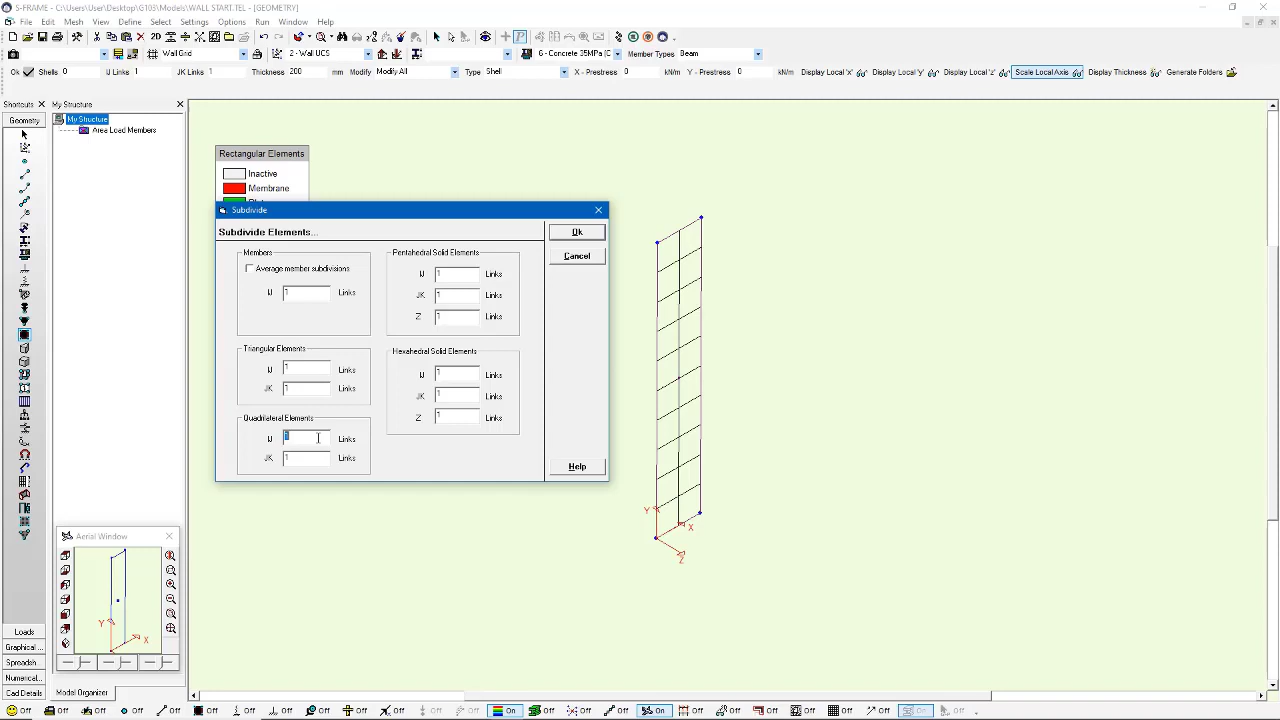 S-FRAME - C:\Users\User\Desktop\G103\Models\WALL START.TEL - [GEOMETRY]
File Edit Mesh Define Select Settings Options Run Window Help
Wall Grid 2 - Wall UCS 6 - Concrete 35MPa (C Member Types Beam
Ok Shells 0 IJ Links 1 JK Links 1 Thickness 200 mm Modify Modify All Type Shell X - Prestress 0 kN/m Y - Prestress 0 kN/m Display Local 'x' Display Local 'y' Display Local 'z' Scale Local Axis Display Thickness Generate Folders
Shortcuts My Structure
Geometry My Structure
Area Load Members
Rectangular Elements
Inactive
Membrane
Subdivide
Subdivide Elements...
Ok
Cancel
Members
Average member subdivisions
IJ 1 Links
Triangular Elements
IJ 1 Links
JK 1 Links
Quadrilateral Elements
IJ 1 Links
JK 1 Links
Pentahedral Solid Elements
IJ 1 Links
JK 1 Links
Z 1 Links
Hexahedral Solid Elements
IJ 1 Links
JK 1 Links
Z 1 Links
Help
Y
X
Z
Aerial Window
Y
X
Loads
Graphical ...
Spreadsh...
Numerical...
Cad Details
Model Organizer
Off Off Off Off Off Off Off Off Off Off Off Off On Off Off Off On Off Off Off Off Off Off On Off